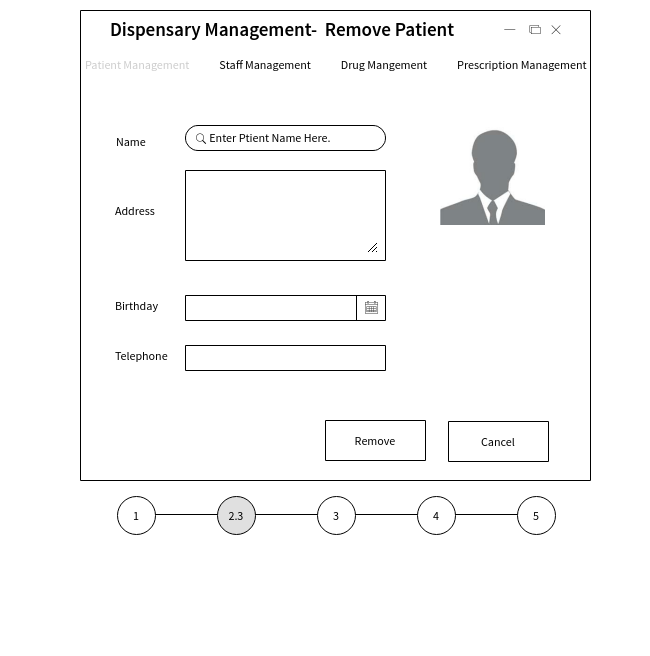 Dispensary Management-  Remove Patient
Patient Management Staff Management Drug Mangement Prescription Management
Name Enter Ptient Name Here.
Address
Birthday
Telephone
Remove Cancel
1 2.3 3 4 5